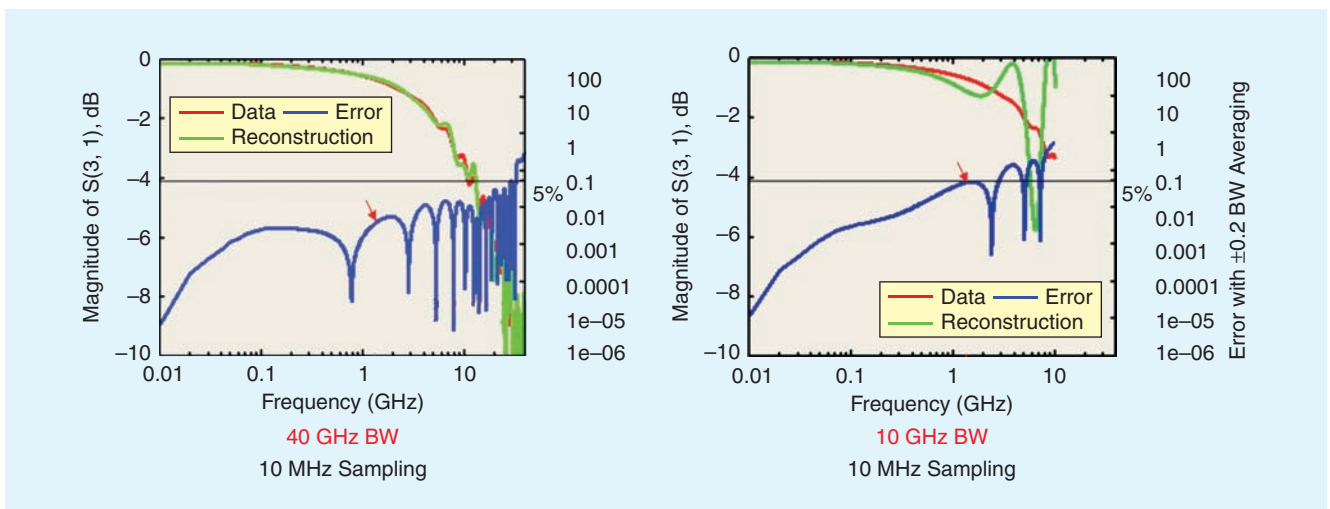 Magnitude of S(3, 1), dB
0
–2
–4
–6
–8
–10
Data
Error
Reconstruction
5%
100
10
1
0.1
0.01
0.001
0.0001
1e–05
1e–06
0.01
0.1
1
10
Frequency (GHz)
40 GHz BW
10 MHz Sampling
Magnitude of S(3, 1), dB
0
–2
–4
–6
–8
–10
Data
Error
Reconstruction
5%
100
10
1
0.1
0.01
0.001
0.0001
1e–05
1e–06
Error with ±0.2 BW Averaging
0.01
0.1
1
10
Frequency (GHz)
10 GHz BW
10 MHz Sampling